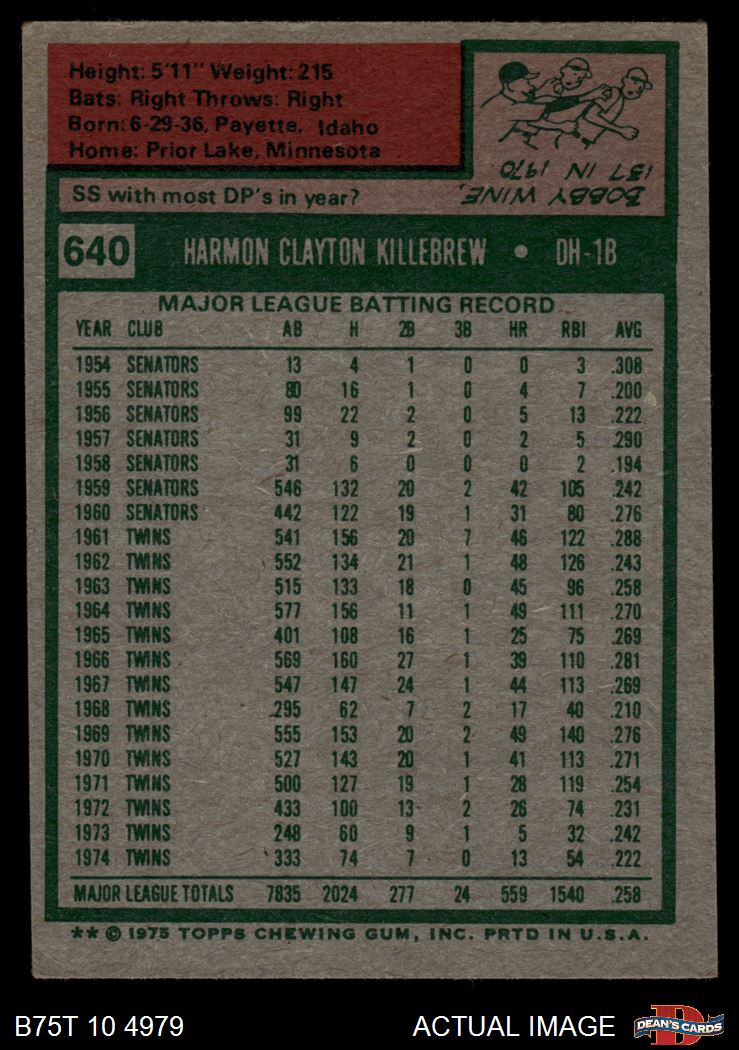 Height: 5'11" Weight: 215
Bats: Right Throws: Right
Born: 6-29-36, Payette, Idaho
Home: Prior Lake, Minnesota
SS with most DP's in year?
BOBBY WINE,
137 IN 1970.
640 HARMON CLAYTON KILLEBREW • DH-1B
MAJOR LEAGUE BATTING RECORD
YEAR CLUB AB H 2B 3B HR RBI AVG
1954 SENATORS 13 4 1 0 0 3 .308
1955 SENATORS 80 16 1 0 4 7 .200
1956 SENATORS 99 22 2 0 5 13 .222
1957 SENATORS 31 9 2 0 2 5 .290
1958 SENATORS 31 6 0 0 0 2 .194
1959 SENATORS 546 132 20 2 42 105 .242
1960 SENATORS 442 122 19 1 31 80 .276
1961 TWINS 541 156 20 7 46 122 .288
1962 TWINS 552 134 21 1 48 126 .243
1963 TWINS 515 133 18 0 45 96 .258
1964 TWINS 577 156 11 1 49 111 .270
1965 TWINS 401 108 16 1 25 75 .269
1966 TWINS 569 160 27 1 39 110 .281
1967 TWINS 547 147 24 1 44 113 .269
1968 TWINS 295 62 7 2 17 40 .210
1969 TWINS 555 153 20 2 49 140 .276
1970 TWINS 527 143 20 1 41 113 .271
1971 TWINS 500 127 19 1 28 119 .254
1972 TWINS 433 100 13 2 26 74 .231
1973 TWINS 248 60 9 1 5 32 .242
1974 TWINS 333 74 7 0 13 54 .222
MAJOR LEAGUE TOTALS 7835 2024 277 24 559 1540 .258
** © 1975 TOPPS CHEWING GUM, INC. PRTD IN U.S.A.
B75T 10 4979 ACTUAL IMAGE
D
DEAN'S CARDS